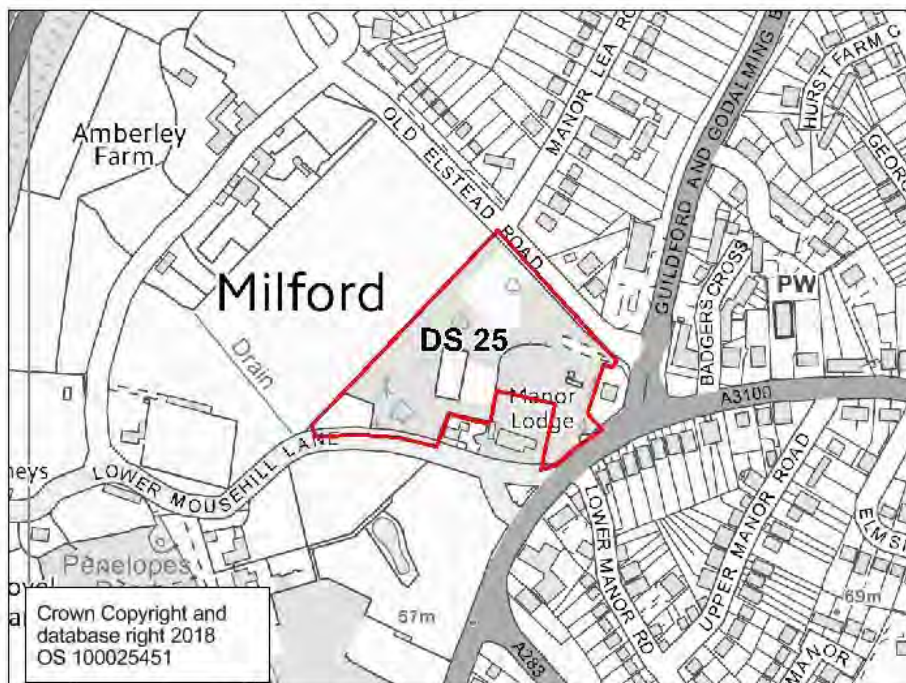 Amberley
Farm
Milford
Drain
DS 25
Manor
Lodge
OLD ELSTEAD ROAD
MANOR LEA
GUILDFORD AND GODALMING
HURST FARM C
GEORG
BADGERS CROSS
PW
A3100
LOWER MOUSEHILL LANE
LOWER MANOR RD
UPPER MANOR ROAD
neys
Penelopes
57m
69m
A283
MANOR
Crown Copyright and
database right 2018
OS 100025451